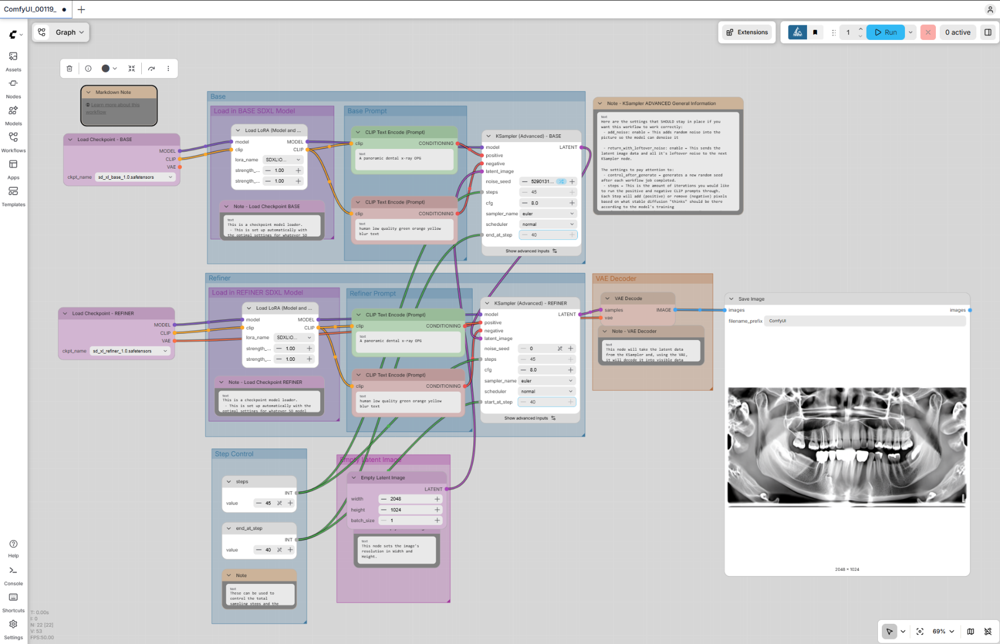 ComfyUI_00119_
Graph
Extensions
1
Run
0 active
Assets
Nodes
Models
Workflows
Apps
Templates
Help
Console
Shortcuts
Settings
Markdown Note
Learn more about this
workflow
Load Checkpoint - BASE
MODEL
CLIP
VAE
ckpt_name sd_xl_base_1.0.safetensors
Base
Load in BASE SDXL Model
Load LoRA (Model and ...
model MODEL
clip CLIP
lora_name SDXL\O...
strength_... 1.00
strength_... 1.00
Note - Load Checkpoint BASE
text
This is a checkpoint model loader.
- This is set up automatically with
the optimal settings for whatever SD
Base Prompt
CLIP Text Encode (Prompt)
clip CONDITIONING
text
A panoramic dental x-ray OPG
CLIP Text Encode (Prompt)
clip CONDITIONING
text
human low quality green orange yellow
blur text
KSampler (Advanced) - BASE
model LATENT
positive
negative
latent_image
noise_seed 5290131...
steps 45
cfg 8.0
sampler_name euler
scheduler normal
end_at_step 40
Show advanced inputs
Note - KSampler ADVANCED General Information
text
Here are the settings that SHOULD stay in place if you
want this workflow to work correctly:
- add_noise: enable = This adds random noise into the
picture so the model can denoise it
- return_with_leftover_noise: enable = This sends the
latent image data and all it's leftover noise to the next
KSampler node.
The settings to pay attention to:
- control_after_generate = generates a new random seed
after each workflow job completed.
- steps = This is the amount of iterations you would like
to run the positive and negative CLIP prompts through.
Each Step will add (positive) or remove (negative) pixels
based on what stable diffusion "thinks" should be there
according to the model's training
Load Checkpoint - REFINER
MODEL
CLIP
VAE
ckpt_name sd_xl_refiner_1.0.safetensors
Refiner
Load in REFINER SDXL Model
Load LoRA (Model and ...
model MODEL
clip CLIP
lora_name SDXL\O...
strength_... 1.00
strength_... 1.00
Note - Load Checkpoint REFINER
text
This is a checkpoint model loader.
- This is set up automatically with the
optimal settings for whatever SD model
Refiner Prompt
CLIP Text Encode (Prompt)
clip CONDITIONING
text
A panoramic dental x-ray OPG
CLIP Text Encode (Prompt)
clip CONDITIONING
text
human low quality green orange yellow
blur text
KSampler (Advanced) - REFINER
model LATENT
positive
negative
latent_image
noise_seed 0
steps 45
cfg 8.0
sampler_name euler
scheduler normal
start_at_step 40
Show advanced inputs
VAE Decoder
VAE Decode
samples IMAGE
vae
Note - VAE Decoder
text
This node will take the latent data
from the KSampler and, using the VAE,
it will decode it into visible data
Save Image
images images
filename_prefix ComfyUI
L
2048 × 1024
Step Control
steps
INT
value 45
end_at_step
INT
value 40
Note
text
These can be used to
control the total
sampling steps and the
Empty Latent Image
Empty Latent Image
LATENT
width 2048
height 1024
batch_size 1
text
This node sets the image's
resolution in Width and
Height.
T: 0.00s
I: 0
N: 22 [22]
V: 53
FPS:50.00
69%